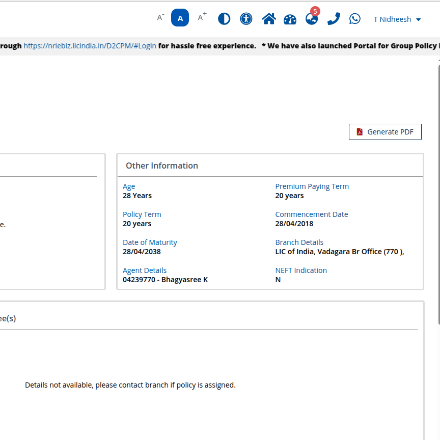 A- A A+ 5 T Nidheesh
rough https://nriebiz.licindia.in/D2CPM/#Login for hassle free experience. * We have also launched Portal for Group Policy
Generate PDF
Other Information
Age Premium Paying Term
28 Years 20 years
Policy Term Commencement Date
20 years 28/04/2018
e.
Date of Maturity Branch Details
28/04/2038 LIC of India, Vadagara Br Office (770 ),
Agent Details NEFT Indication
04239770 - Bhagyasree K N
ee(s)
Details not available, please contact branch if policy is assigned.